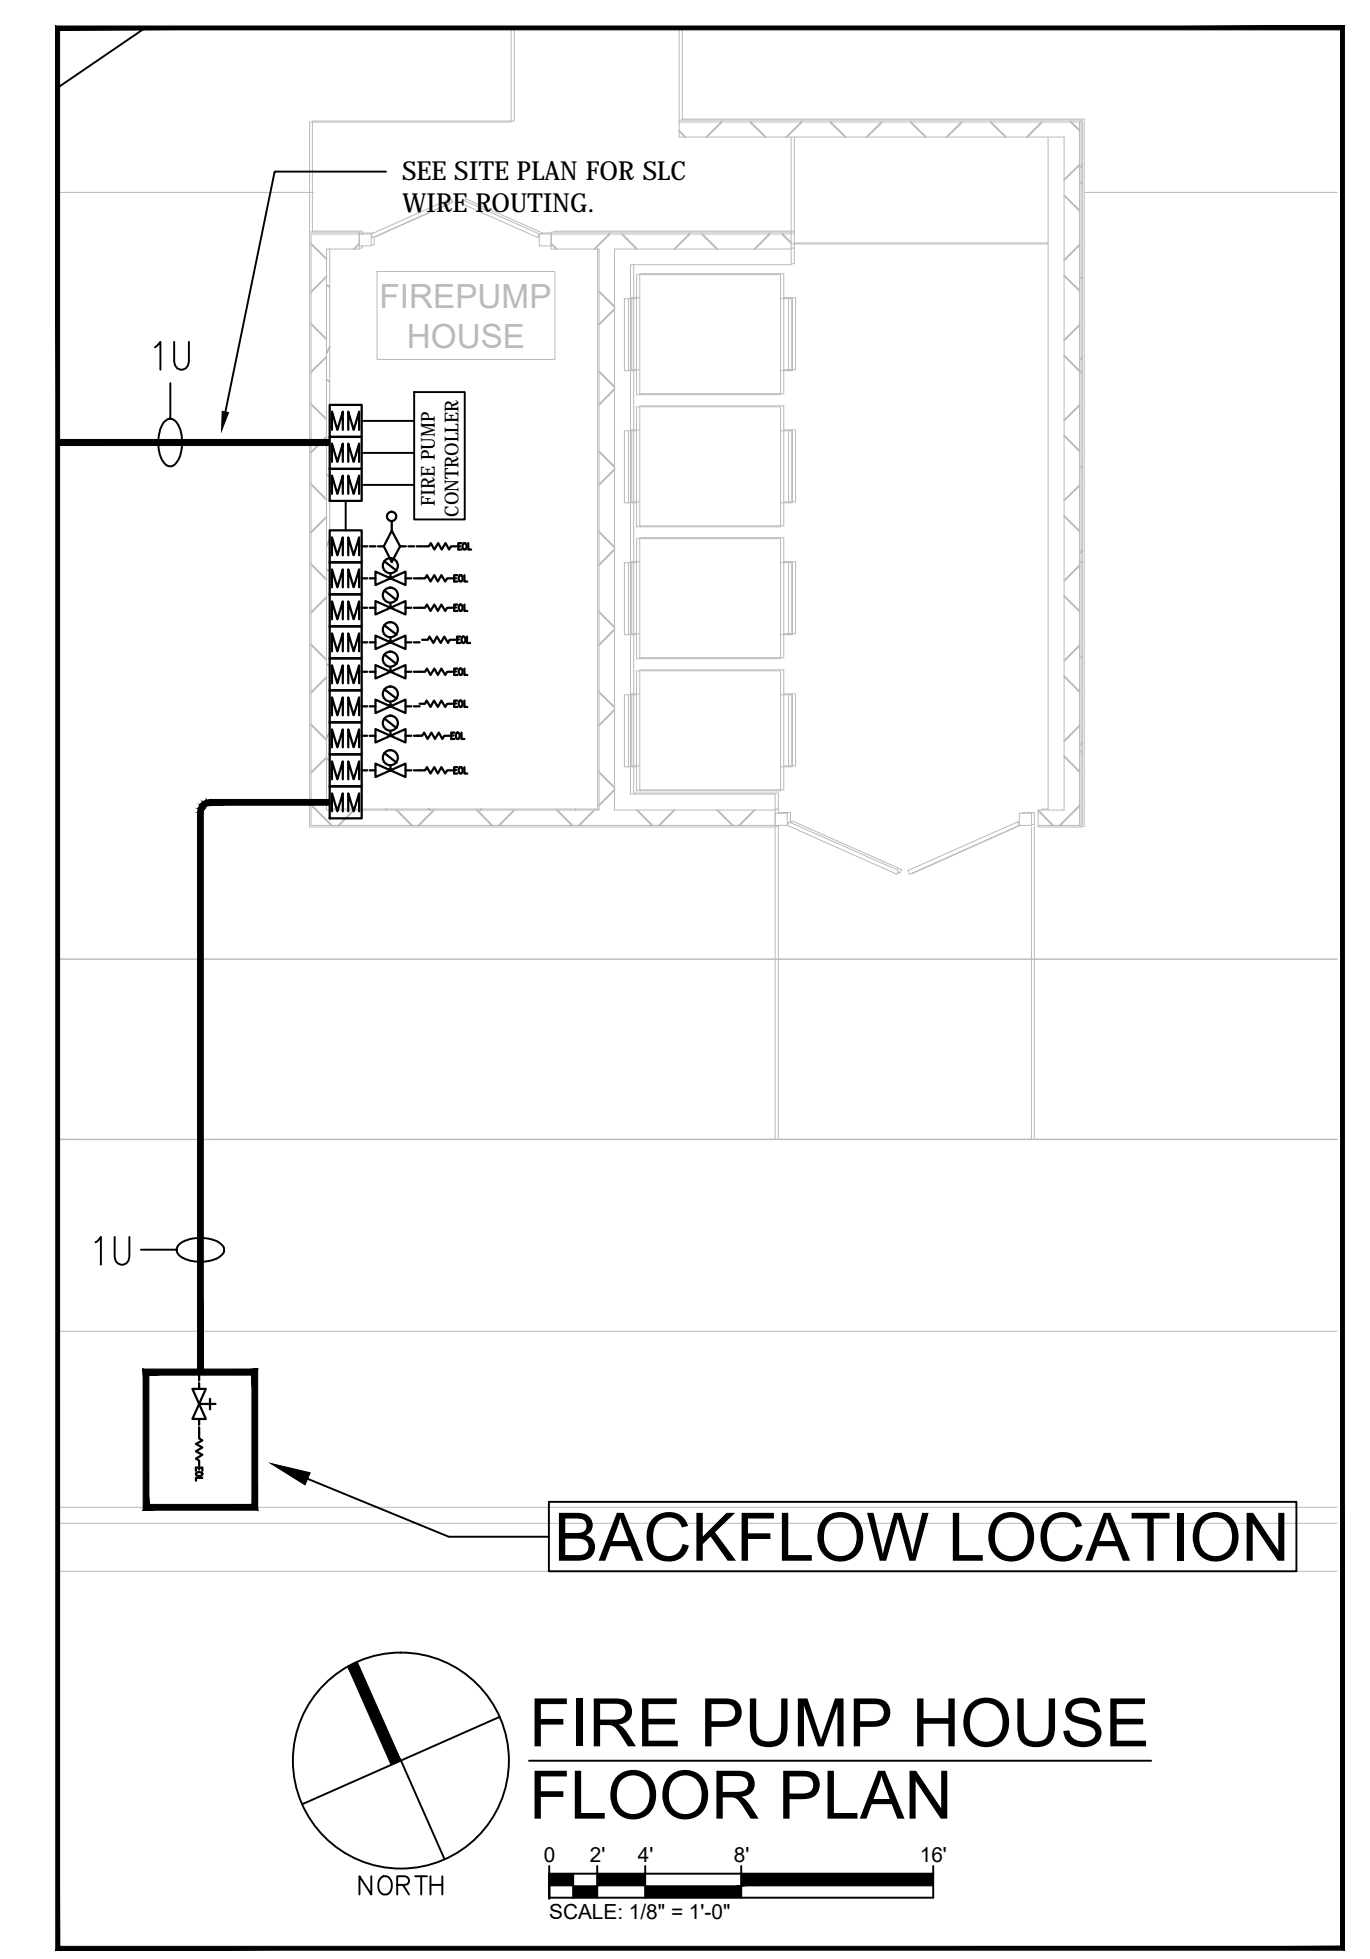 SEE SITE PLAN FOR SLC
WIRE ROUTING.
FIREPUMP
HOUSE
1U
FIRE PUMP
CONTROLLER
MM
MM
MM
MM EOL
MM EOL
MM EOL
MM EOL
MM EOL
MM EOL
MM EOL
MM EOL
MM
1U
EOL
BACKFLOW LOCATION
FIRE PUMP HOUSE
FLOOR PLAN
NORTH
0 2' 4' 8' 16'
SCALE: 1/8" = 1'-0"